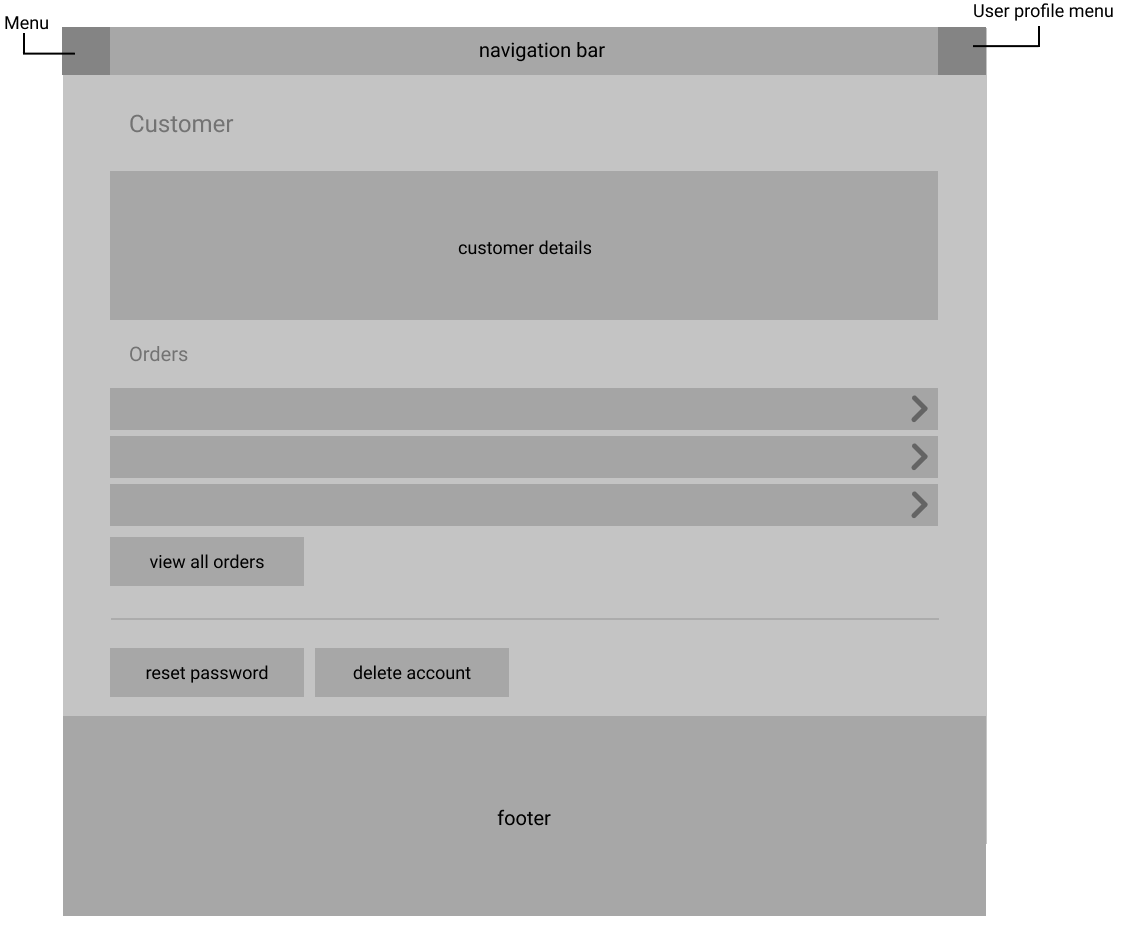 Menu
User profile menu
navigation bar
Customer
customer details
Orders
view all orders
reset password
delete account
footer